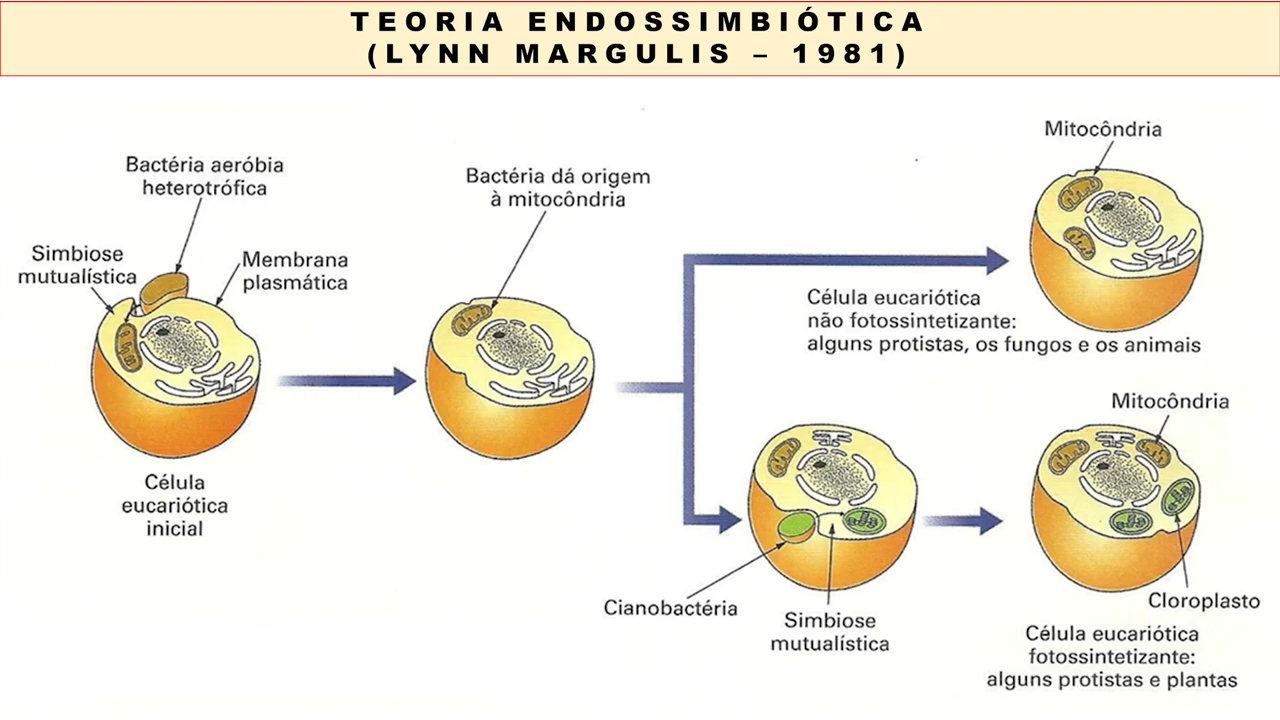 TEORIA ENDOSSIMBIÓTICA
(LYNN MARGULIS – 1981)
Bactéria aeróbia
heterotrófica
Simbiose
mutualística
Membrana
plasmática
Célula
eucariótica
inicial
Bactéria dá origem
à mitocôndria
Mitocôndria
Célula eucariótica
não fotossintetizante:
alguns protistas, os fungos e os animais
Cianobactéria
Simbiose
mutualística
Mitocôndria
Cloroplasto
Célula eucariótica
fotossintetizante:
alguns protistas e plantas